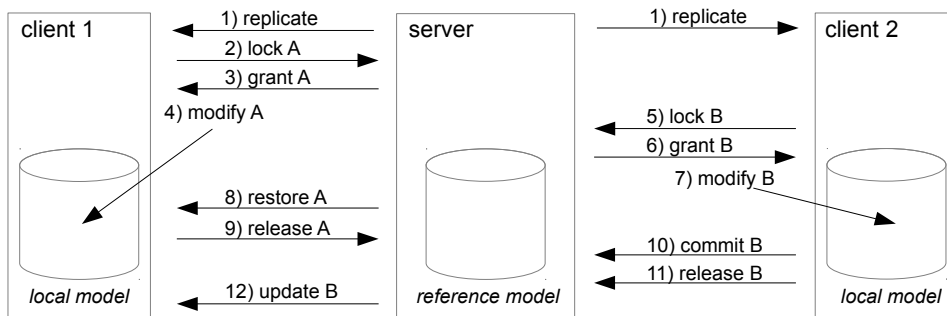 1) replicate
1) replicate
client 1
server
client 2
2) lock A
3) grant A
4) modify A
5) lock B
6) grant B
7) modify B
8) restore A
9) release A
10) commit B
11) release B
12) update B
local model
reference model
local model